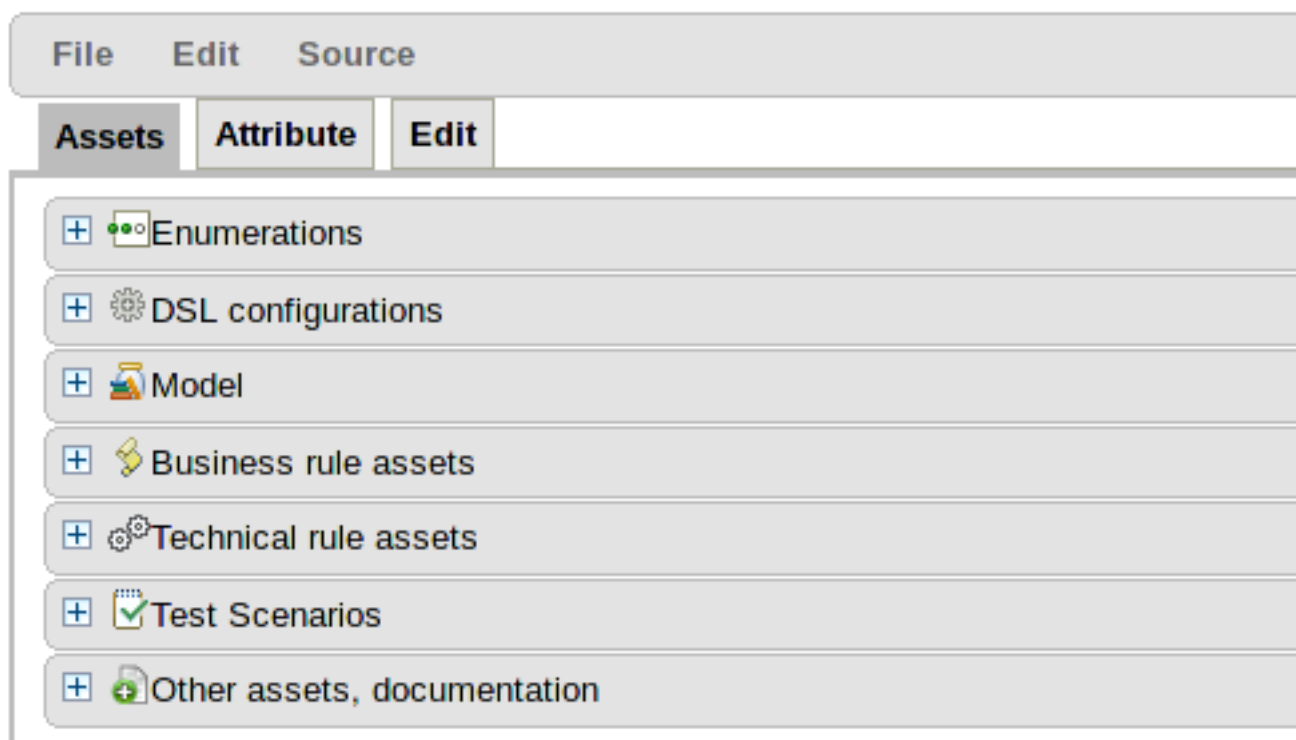 File Edit Source
Assets Attribute Edit
Enumerations
DSL configurations
Model
Business rule assets
Technical rule assets
Test Scenarios
Other assets, documentation